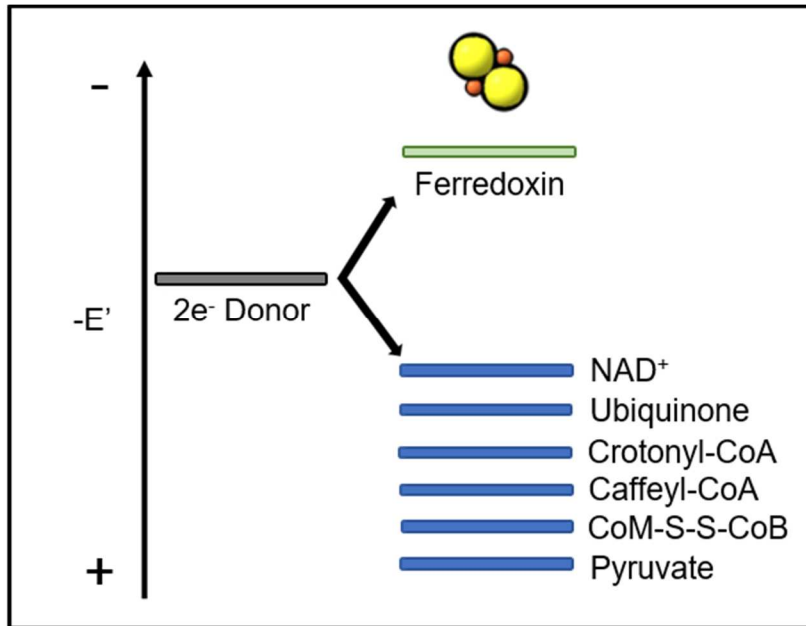 -
Ferredoxin
2e⁻ Donor
-E’
NAD⁺
Ubiquinone
Crotonyl-CoA
Caffeyl-CoA
CoM-S-S-CoB
+
Pyruvate